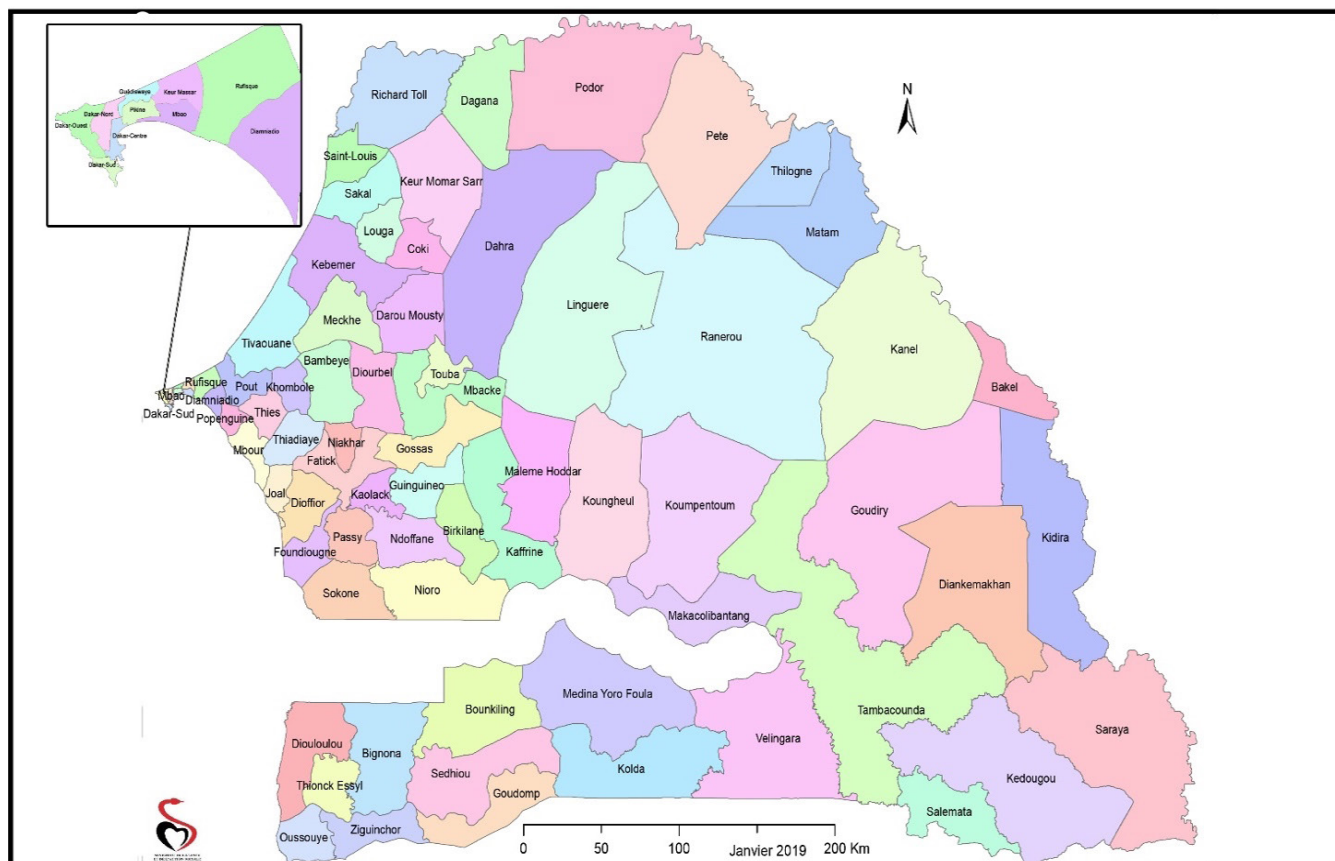 Guédiawaye
Keur Massar
Rufisque
Dakar-Nord
Pikine
Mbao
Dakar-Ouest
Dakar-Centre
Diamniadio
Dakar-Sud
N
Richard Toll
Dagana
Podor
Pete
Thilogne
Saint-Louis
Sakal
Keur Momar Sarr
Matam
Louga
Coki
Dahra
Kebemer
Linguere
Meckhe
Darou Mousty
Ranerou
Tivaouane
Kanel
Bambeye
Diourbel
Touba
Rufisque
Pout
Khombole
Mbacke
Bakel
Mbao
Diamniadio
Dakar-Sud
Popenguine
Thies
Thiadiaye
Niakhar
Mbour
Gossas
Fatick
Maleme Hoddar
Joal
Dioffior
Kaolack
Guinguineo
Koungheul
Koumpentoum
Goudiry
Birkilane
Passy
Ndoffane
Kidira
Foundiougne
Kaffrine
Diankemakhan
Sokone
Nioro
Makacolibantang
Medina Yoro Foula
Bounkiling
Tambacounda
Saraya
Diouloulou
Bignona
Velingara
Sedhiou
Kolda
Kedougou
Thionck Essyl
Goudomp
Salemata
Oussouye
Ziguinchor
0 50 100 Janvier 2019 200 Km